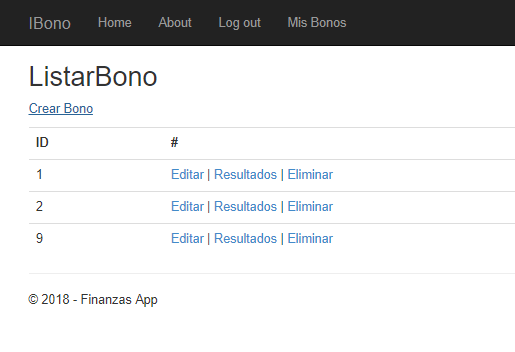 IBono Home About Log out Mis Bonos
ListarBono
Crear Bono
ID #
1 Editar | Resultados | Eliminar
2 Editar | Resultados | Eliminar
9 Editar | Resultados | Eliminar
© 2018 - Finanzas App